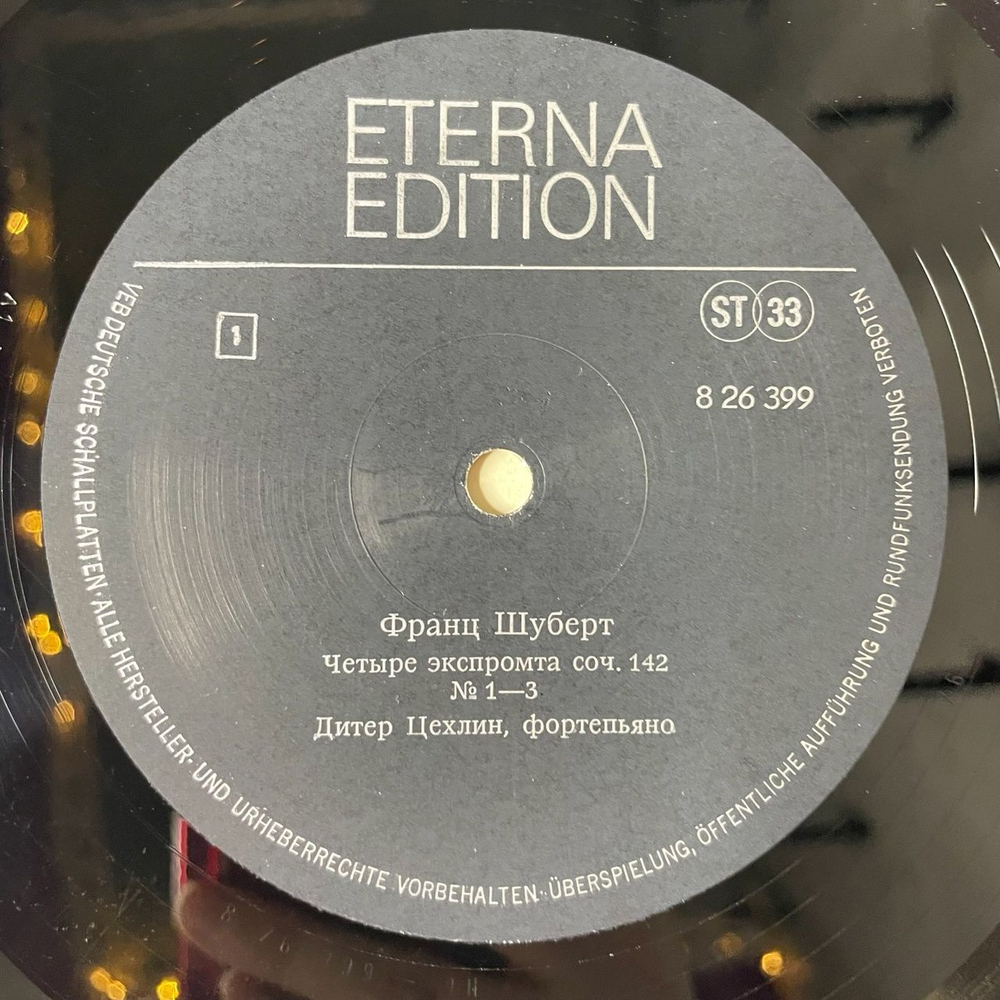 ETERNA
EDITION
1
ST 33
8 26 399
Франц Шуберт
Четыре экспромта соч. 142
№ 1—3
Дитер Цехлин, фортепьяно
VEB DEUTSCHE SCHALLPLATTEN · ALLE HERSTELLER- UND URHEBERRECHTE VORBEHALTEN · ÜBERSPIELUNG, ÖFFENTLICHE AUFFÜHRUNG UND RUNDFUNKSENDUNG VERBOTEN